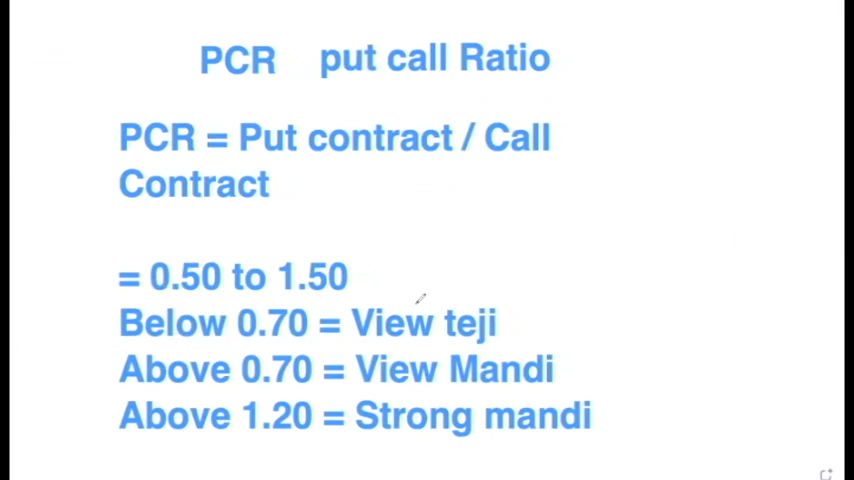 PCR put call Ratio
PCR = Put contract / Call
Contract
= 0.50 to 1.50
Below 0.70 = View teji
Above 0.70 = View Mandi
Above 1.20 = Strong mandi